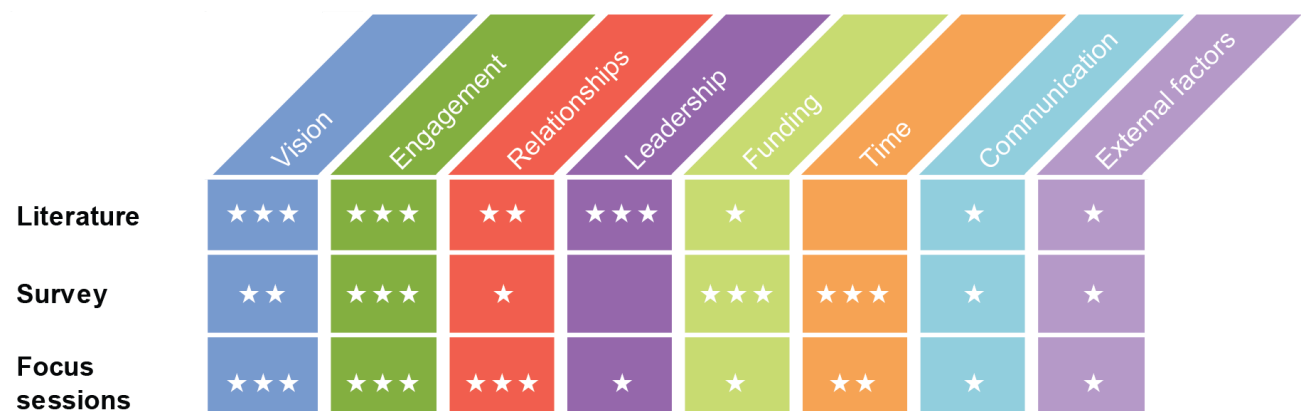 Vision
Engagement
Relationships
Leadership
Funding
Time
Communication
External factors
Literature
★★★
★★★
★★
★★★
★
★
★
Survey
★★
★★★
★
★★★
★★★
★
★
Focus
sessions
★★★
★★★
★★★
★
★
★★
★
★